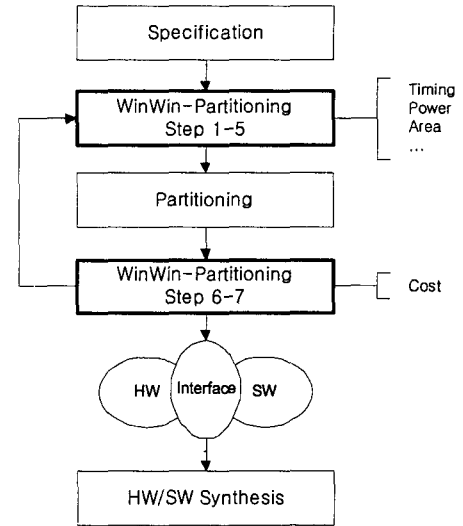 Specification
WinWin-Partitioning
Step 1-5
Timing
Power
Area
...
Partitioning
WinWin-Partitioning
Step 6-7
Cost
HW
Interface
SW
HW/SW Synthesis